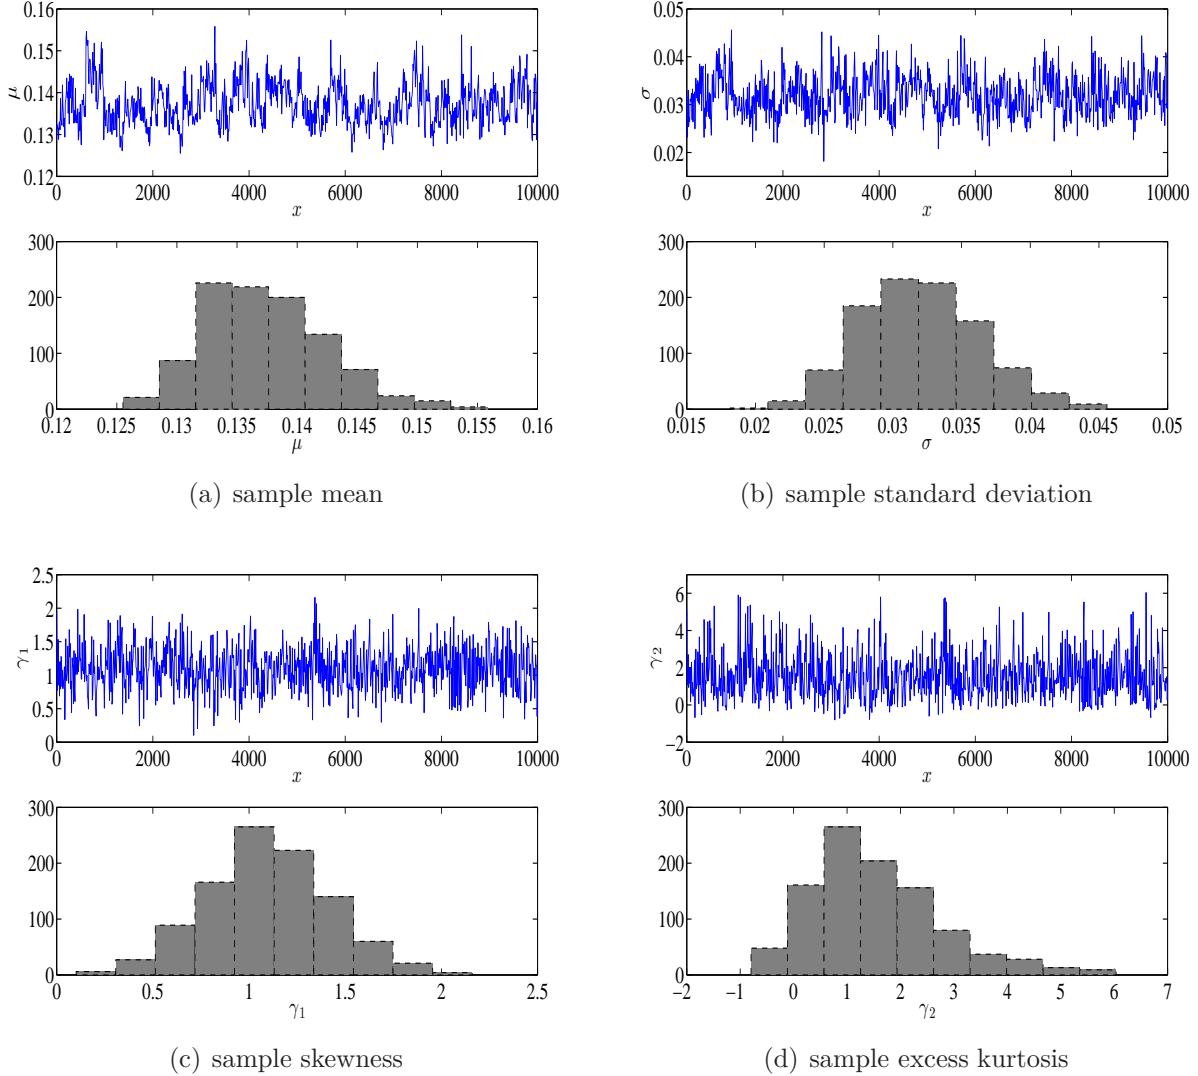 0.16
0.15
0.14
0.13
0.12
μ
0 2000 4000 6000 8000 10000
x
300
200
100
0
0.12 0.125 0.13 0.135 0.14 0.145 0.15 0.155 0.16
μ
(a) sample mean
0.05
0.04
0.03
0.02
σ
0 2000 4000 6000 8000 10000
x
300
200
100
0
0.015 0.02 0.025 0.03 0.035 0.04 0.045 0.05
σ
(b) sample standard deviation
2.5
2
1.5
1
0.5
0
γ₁
0 2000 4000 6000 8000 10000
x
300
200
100
0
0 0.5 1 1.5 2 2.5
γ₁
(c) sample skewness
6
4
2
0
−2
γ₂
0 2000 4000 6000 8000 10000
x
300
200
100
0
−2 −1 0 1 2 3 4 5 6 7
γ₂
(d) sample excess kurtosis